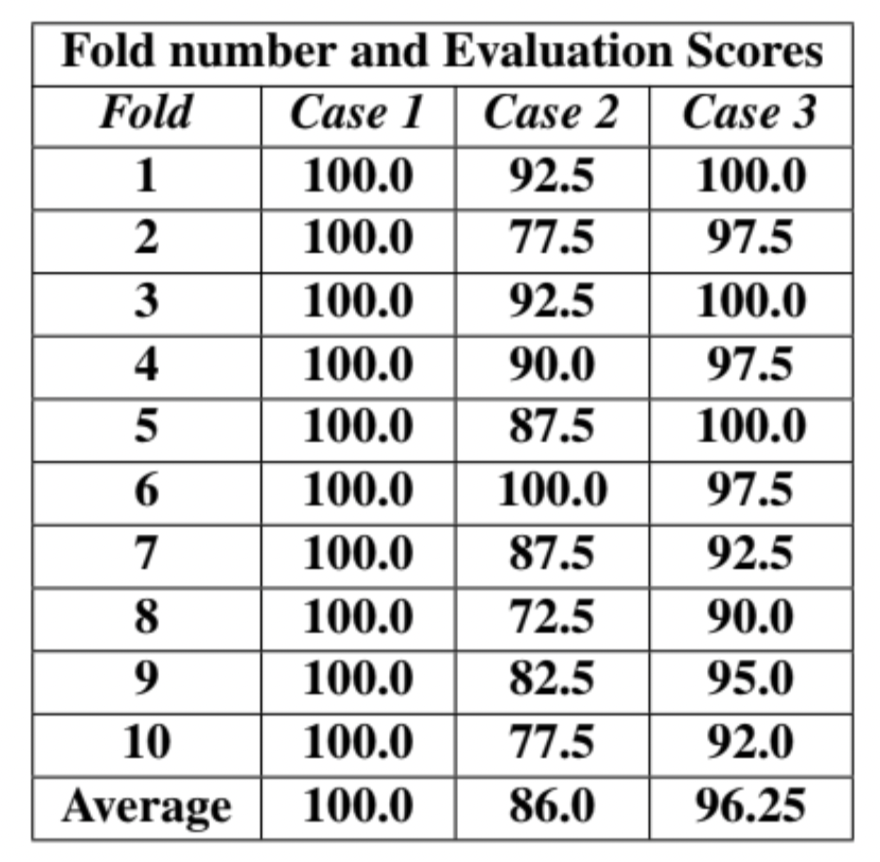 Fold number and Evaluation Scores
Fold Case 1 Case 2 Case 3
1 100.0 92.5 100.0
2 100.0 77.5 97.5
3 100.0 92.5 100.0
4 100.0 90.0 97.5
5 100.0 87.5 100.0
6 100.0 100.0 97.5
7 100.0 87.5 92.5
8 100.0 72.5 90.0
9 100.0 82.5 95.0
10 100.0 77.5 92.0
Average 100.0 86.0 96.25